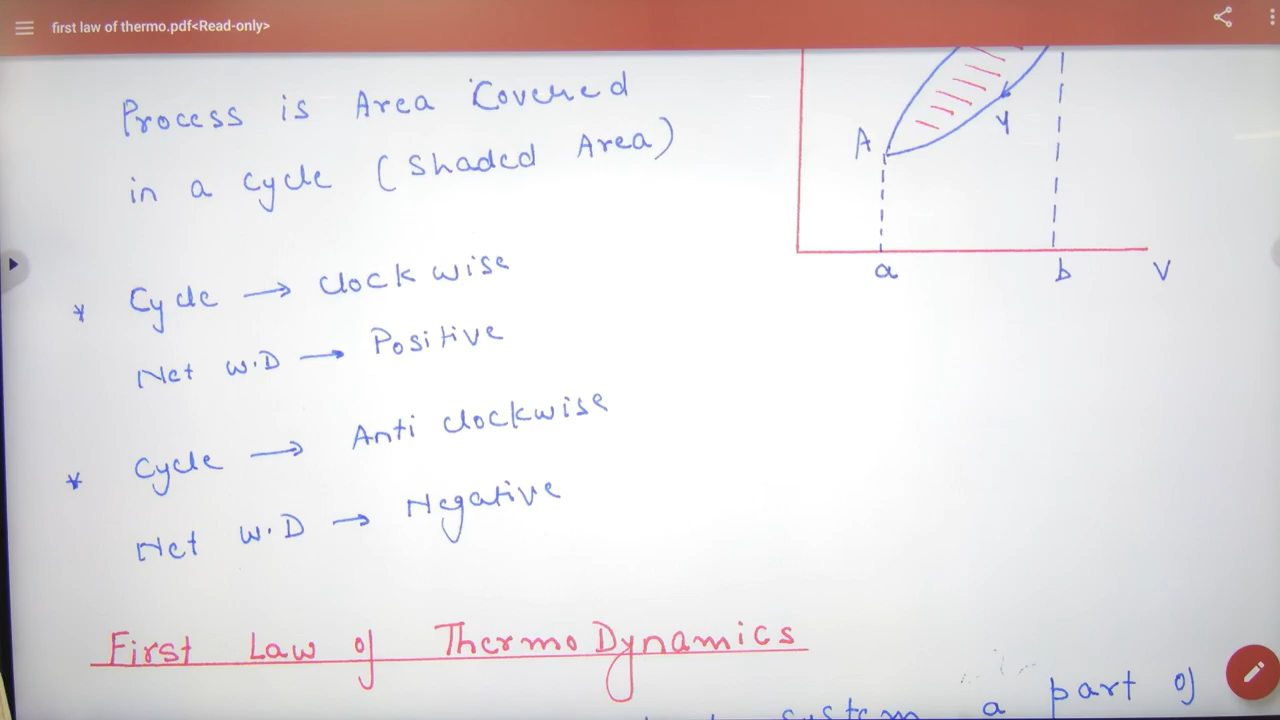 first law of thermo.pdf<Read-only>
Process is Area Covered
in a cycle (Shaded Area)
A
Y
a
b
V
* Cycle → Clock wise
Net W.D → Positive
* Cycle → Anti clockwise
Net W.D → Negative
First Law of ThermoDynamics
system a part of